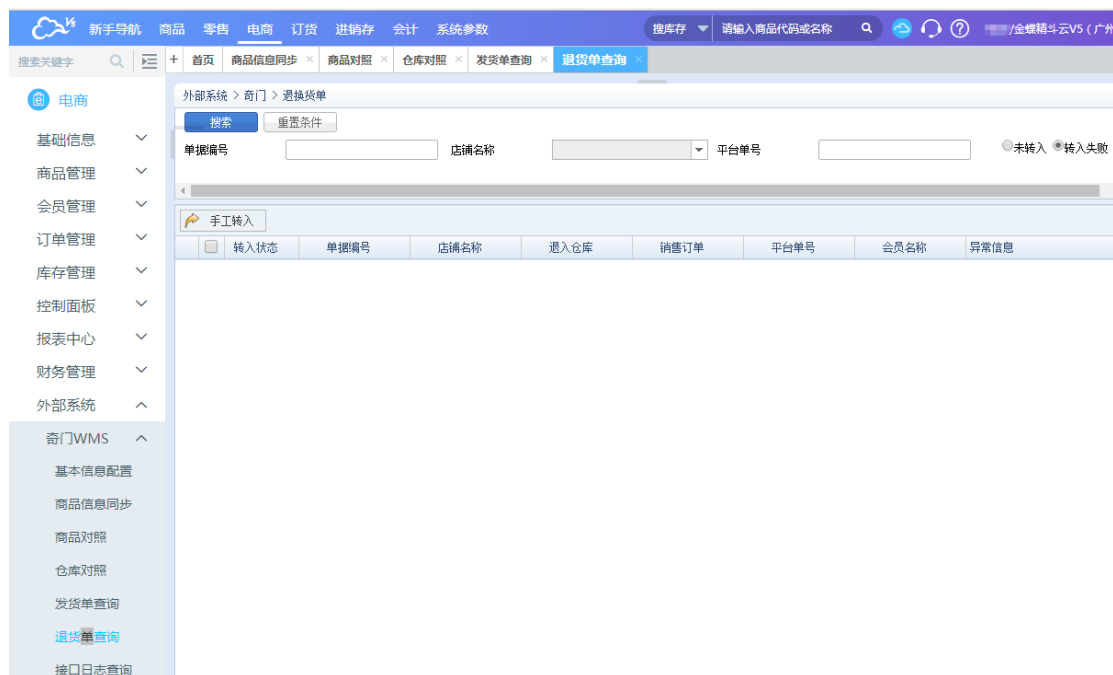 V5 新手导航 商品 零售 电商 订货 进销存 会计 系统参数 搜库存 请输入商品代码或名称 /金蝶精斗云V5（广州
搜索关键字 + 首页 商品信息同步 × 商品对照 × 仓库对照 × 发货单查询 × 退货单查询 ×
电商
基础信息
商品管理
会员管理
订单管理
库存管理
控制面板
报表中心
财务管理
外部系统
奇门WMS
基本信息配置
商品信息同步
商品对照
仓库对照
发货单查询
退货单查询
接口日志查询
外部系统 > 奇门 > 退换货单
搜索 重置条件
单据编号 店铺名称 平台单号 未转入 转入失败
手工转入
转入状态 单据编号 店铺名称 退入仓库 销售订单 平台单号 会员名称 异常信息